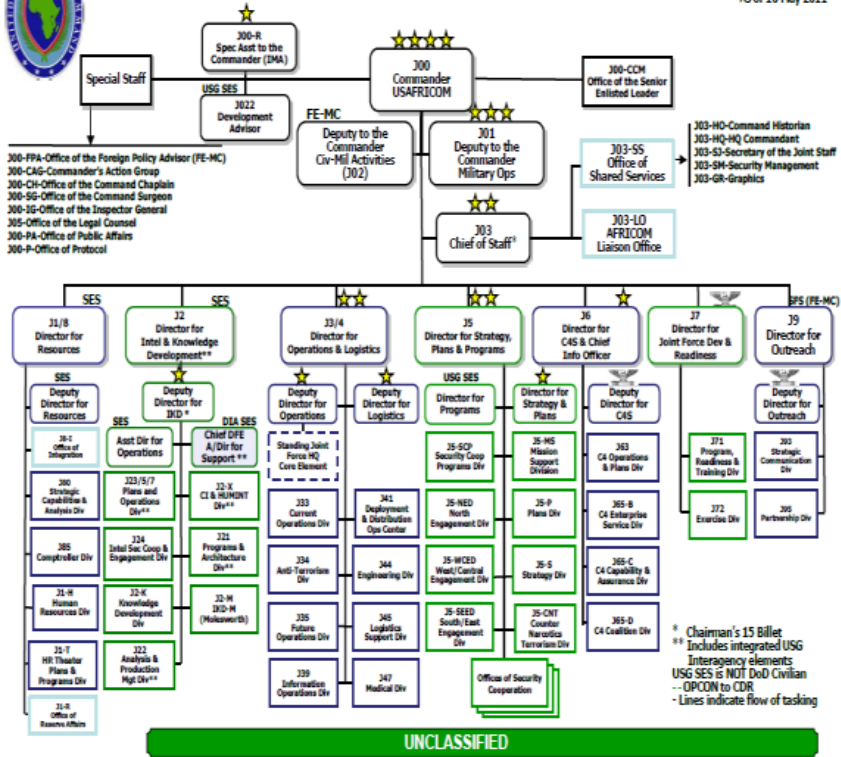 UNITED
COMMAND
J00-R
Spec Asst to the
Commander (IMA)
J00
Commander
USAFRICOM
Special Staff
J00-CCM
Office of the Senior
Enlisted Leader
USG SES
J022
Development
Advisor
FE-MC
Deputy to the
Commander
Civ-Mil Activities
(J02)
J01
Deputy to the
Commander
Military Ops
J00-FPA-Office of the Foreign Policy Advisor (FE-MC)
J00-CAG-Commander's Action Group
J00-CH-Office of the Command Chaplain
J00-SG-Office of the Command Surgeon
J00-IG-Office of the Inspector General
J05-Office of the Legal Counsel
J00-PA-Office of Public Affairs
J00-P-Office of Protocol
J03-SS
Office of
Shared Services
J03-HO-Command Historian
J03-HQ-HQ Commandant
J03-SJ-Secretary of the Joint Staff
J03-SM-Security Management
J03-GR-Graphics
J03
Chief of Staff*
J03-LO
AFRICOM
Liaison Office
SES
J1/8
Director for
Resources
SES
J2
Director for
Intel & Knowledge
Development**
J3/4
Director for
Operations & Logistics
J5
Director for Strategy,
Plans & Programs
J6
Director for
C4S & Chief
Info Officer
J7
Director for
Joint Force Dev &
Readiness
SFS (FE-MC)
J9
Director for
Outreach
SES
Deputy
Director for
Resources
J8-I
Office of
Integration
J80
Strategic
Capabilities &
Analysis Div
J85
Comptroller Div
J1-H
Human
Resources Div
J1-T
HR Theater
Plans &
Programs Div
J1-R
Office of
Reserve Affairs
Deputy
Director for
IKD *
SES
Asst Dir for
Operations
J23/5/7
Plans and
Operations
Div**
J24
Intel Sec Coop &
Engagement Div
J2-K
Knowledge
Development
Div
J22
Analysis &
Production
Mgt Div**
DIA SES
Chief DFE
A/Dir for
Support **
J2-X
CI & HUMINT
Div**
J21
Programs &
Architecture
Div**
J2-M
IKD-M
(Molesworth)
Deputy
Director for
Operations
Standing Joint
Force HQ
Core Element
J33
Current
Operations Div
J34
Anti-Terrorism
Div
J35
Future
Operations Div
J39
Information
Operations Div
Deputy
Director for
Logistics
J41
Deployment
& Distribution
Ops Center
J44
Engineering Div
J45
Logistics
Support Div
J47
Medical Div
USG SES
Director for
Programs
J5-SCP
Security Coop
Programs Div
J5-NED
North
Engagement Div
J5-WCED
West/Central
Engagement Div
J5-SEED
South/East
Engagement
Div
Director for
Strategy &
Plans
J5-MS
Mission
Support
Division
J5-P
Plans Div
J5-S
Strategy Div
J5-CNT
Counter
Narcotics
Terrorism Div
Offices of Security
Cooperation
Deputy
Director for
C4S
J63
C4 Operations
& Plans Div
J65-B
C4 Enterprise
Service Div
J65-C
C4 Capability &
Assurance Div
J65-D
C4 Coalition Div
J71
Program,
Readiness &
Training Div
J72
Exercise Div
Deputy
Director for
Outreach
Strategic
Communication
Div
J95
Partnership Div
* Chairman's 15 Billet
** Includes integrated USG
Interagency elements
USG SES is NOT DoD Civilian
-- OPCON to CDR
- Lines indicate flow of tasking
UNCLASSIFIED